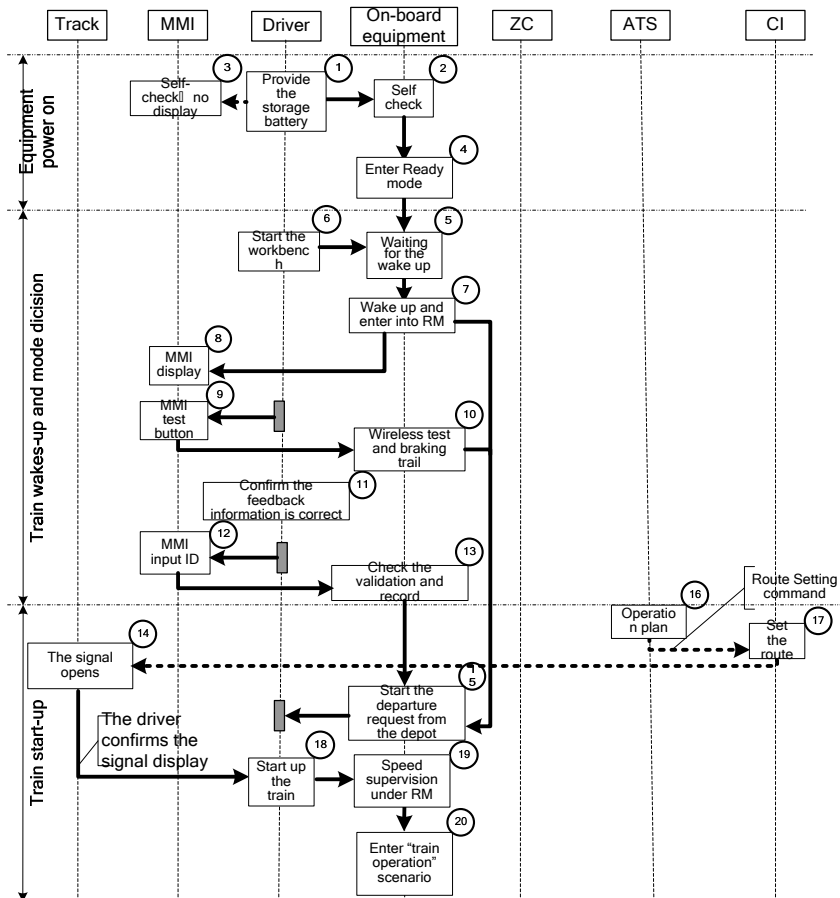 Track
MMI
Driver
On-board
equipment
ZC
ATS
CI
Equipment
power on
3
Self-
check▯ no
display
1
Provide
the
storage
battery
2
Self
check
4
Enter Ready
mode
Train wakes-up and mode dicision
6
Start the
workbenc
h
5
Waiting
for the
wake up
7
Wake up and
enter into RM
8
MMI
display
9
MMI
test
button
10
Wireless test
and braking
trail
11
Confirm the
feedback
information is correct
12
MMI
input ID
13
Check the
validation and
record
Train start-up
16
Operatio
n plan
Route Setting
command
17
Set
the
route
14
The signal
opens
1
5
Start the
departure
request from
the depot
The driver
confirms the
signal display
18
Start up
the
train
19
Speed
supervision
under RM
20
Enter “train
operation”
scenario